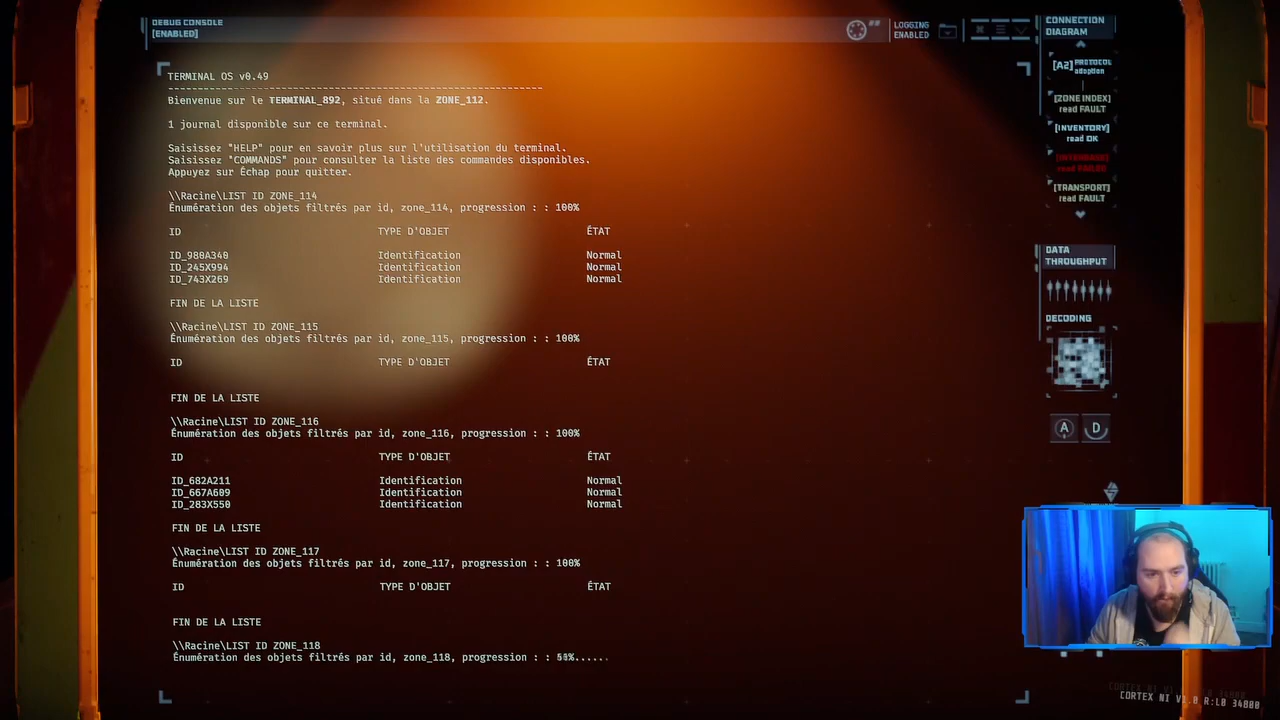 DEBUG CONSOLE
[ENABLED]
LOGGING
ENABLED
CONNECTION
DIAGRAM
TERMINAL OS v0.49
Bienvenue sur le TERMINAL_892, situé dans la ZONE_112.
1 journal disponible sur ce terminal.
Saisissez "HELP" pour en savoir plus sur l'utilisation du terminal.
Saisissez "COMMANDS" pour consulter la liste des commandes disponibles.
Appuyez sur Échap pour quitter.
\\Racine\LIST ID ZONE_114
Énumération des objets filtrés par id, zone_114, progression : : 100%
ID TYPE D'OBJET ÉTAT
ID_980A340 Identification Normal
ID_245X994 Identification Normal
ID_743X269 Identification Normal
FIN DE LA LISTE
\\Racine\LIST ID ZONE_115
Énumération des objets filtrés par id, zone_115, progression : : 100%
ID TYPE D'OBJET ÉTAT
FIN DE LA LISTE
\\Racine\LIST ID ZONE_116
Énumération des objets filtrés par id, zone_116, progression : : 100%
ID TYPE D'OBJET ÉTAT
ID_682A211 Identification Normal
ID_667A609 Identification Normal
ID_283X550 Identification Normal
FIN DE LA LISTE
\\Racine\LIST ID ZONE_117
Énumération des objets filtrés par id, zone_117, progression : : 100%
ID TYPE D'OBJET ÉTAT
FIN DE LA LISTE
\\Racine\LIST ID ZONE_118
Énumération des objets filtrés par id, zone_118, progression : :
[A2] PROTOCOL
adaption
[ZONE INDEX]
read FAULT
[INVENTORY]
read OK
read FAILED
[TRANSPORT]
read FAULT
DATA
THROUGHPUT
DECODING
A D
CORTEX NI V1.0 R:L0 34800